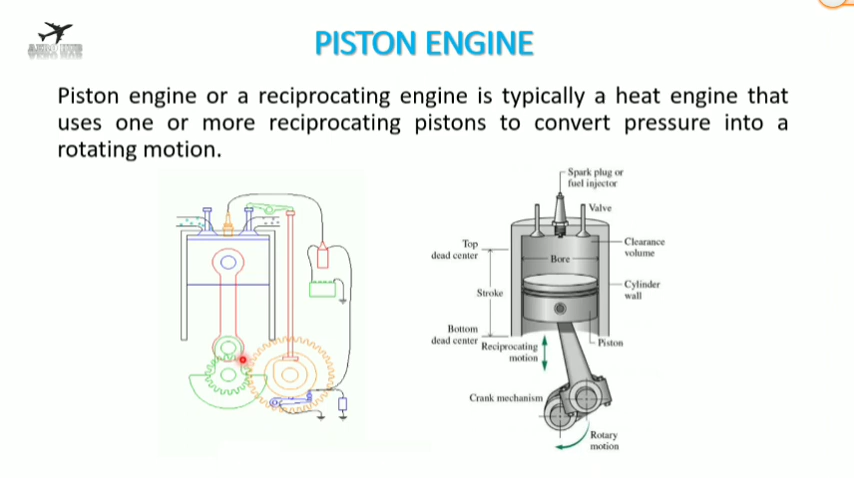 AERO HUB
PISTON ENGINE
Piston engine or a reciprocating engine is typically a heat engine that
uses one or more reciprocating pistons to convert pressure into a
rotating motion.
Spark plug or
fuel injector
Valve
Top
dead center
Clearance
volume
Bore
Stroke
Cylinder
wall
Bottom
dead center
Reciprocating
motion
Piston
Crank mechanism
Rotary
motion